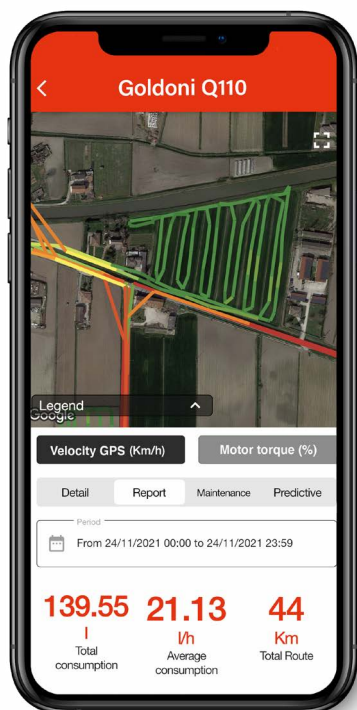 Goldoni Q110
Legend
Google
Velocity GPS (Km/h)
Motor torque (%)
Detail
Report
Maintenance
Predictive
Period
From 24/11/2021 00:00 to 24/11/2021 23:59
139.55
l
Total
consumption
21.13
l/h
Average
consumption
44
Km
Total Route